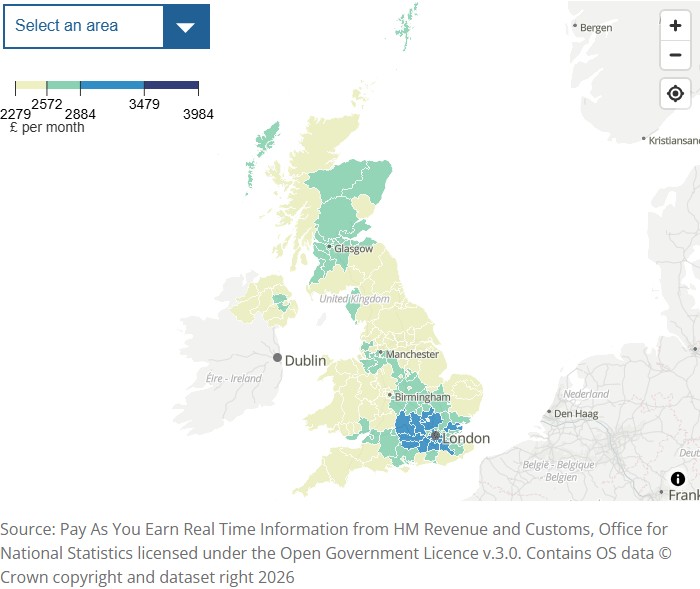 Select an area
2279
2572
2884
3479
3984
£ per month
Bergen
+
−
Kristiansan
Glasgow
United Kingdom
Dublin
Manchester
Éire - Ireland
Birmingham
Nederland
Den Haag
London
België - Belgique
Belgien
Deut
i
Frank
Source: Pay As You Earn Real Time Information from HM Revenue and Customs, Office for
National Statistics licensed under the Open Government Licence v.3.0. Contains OS data ©
Crown copyright and dataset right 2026